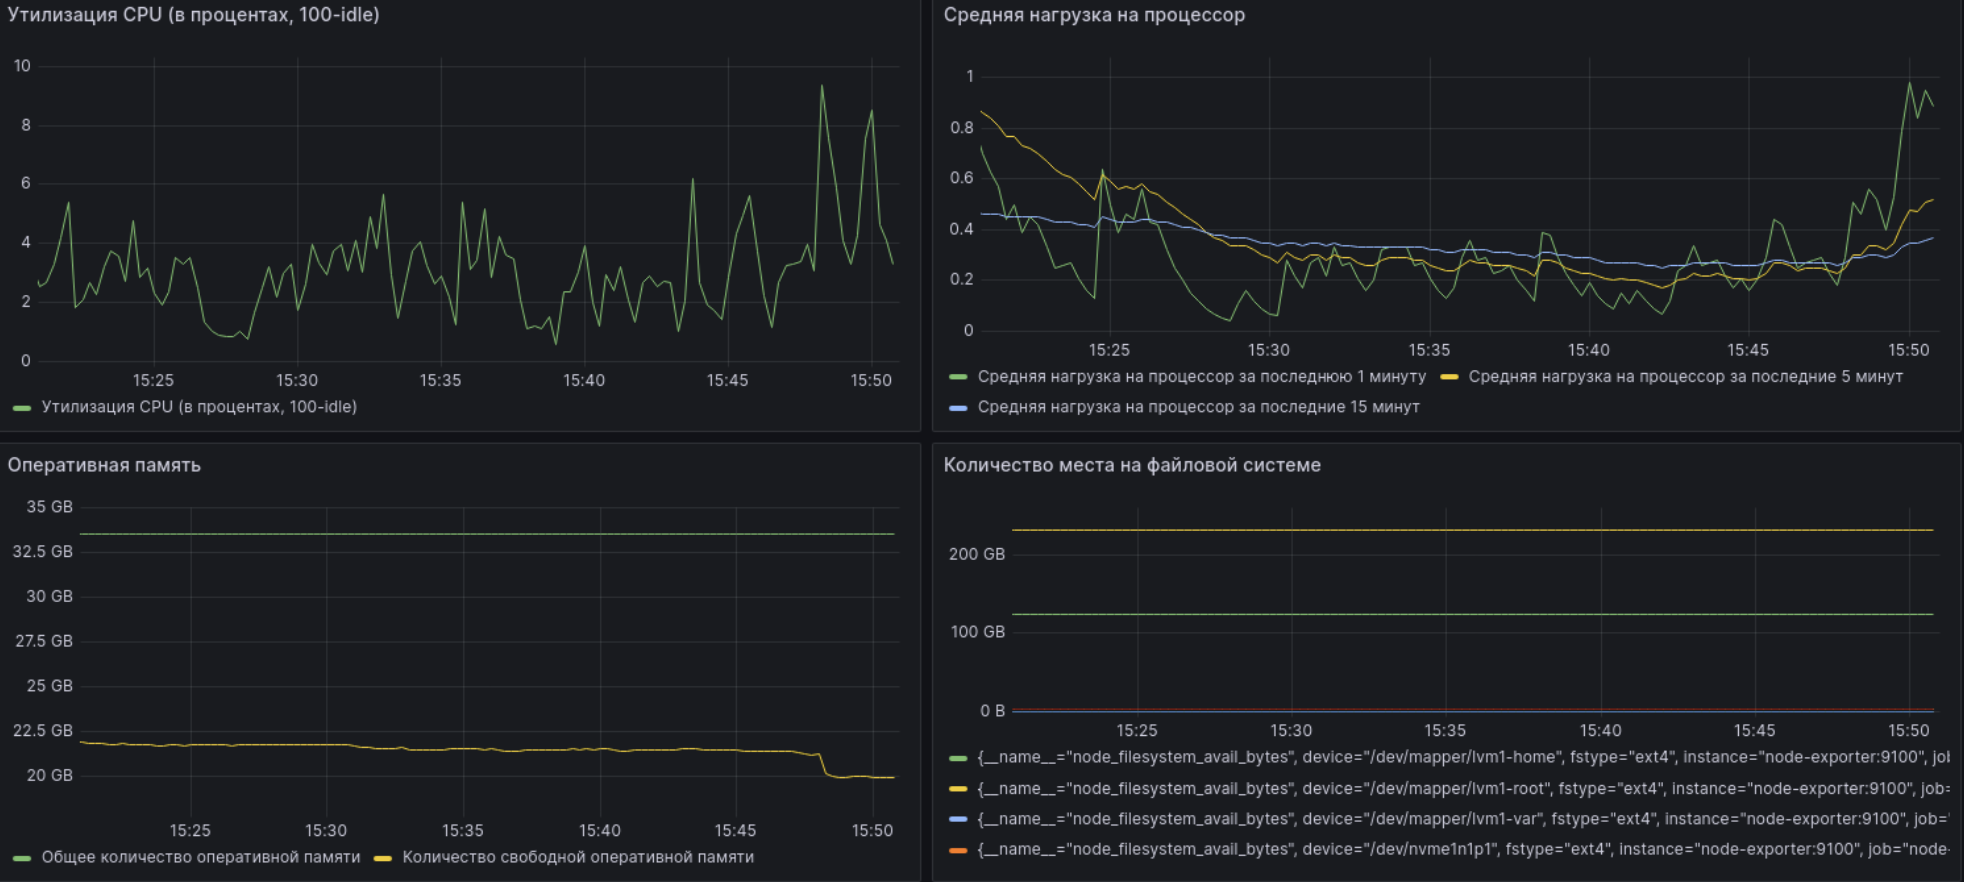 Утилизация CPU (в процентах, 100-idle)
10
8
6
4
2
0
15:25 15:30 15:35 15:40 15:45 15:50
Утилизация CPU (в процентах, 100-idle)
Средняя нагрузка на процессор
1
0.8
0.6
0.4
0.2
0
15:25 15:30 15:35 15:40 15:45 15:50
Средняя нагрузка на процессор за последнюю 1 минуту Средняя нагрузка на процессор за последние 5 минут
Средняя нагрузка на процессор за последние 15 минут
Оперативная память
35 GB
32.5 GB
30 GB
27.5 GB
25 GB
22.5 GB
20 GB
15:25 15:30 15:35 15:40 15:45 15:50
Общее количество оперативной памяти Количество свободной оперативной памяти
Количество места на файловой системе
200 GB
100 GB
0 B
15:25 15:30 15:35 15:40 15:45 15:50
{__name__="node_filesystem_avail_bytes", device="/dev/mapper/lvm1-home", fstype="ext4", instance="node-exporter:9100", jo
{__name__="node_filesystem_avail_bytes", device="/dev/mapper/lvm1-root", fstype="ext4", instance="node-exporter:9100", job=
{__name__="node_filesystem_avail_bytes", device="/dev/mapper/lvm1-var", fstype="ext4", instance="node-exporter:9100", job="
{__name__="node_filesystem_avail_bytes", device="/dev/nvme1n1p1", fstype="ext4", instance="node-exporter:9100", job="node-